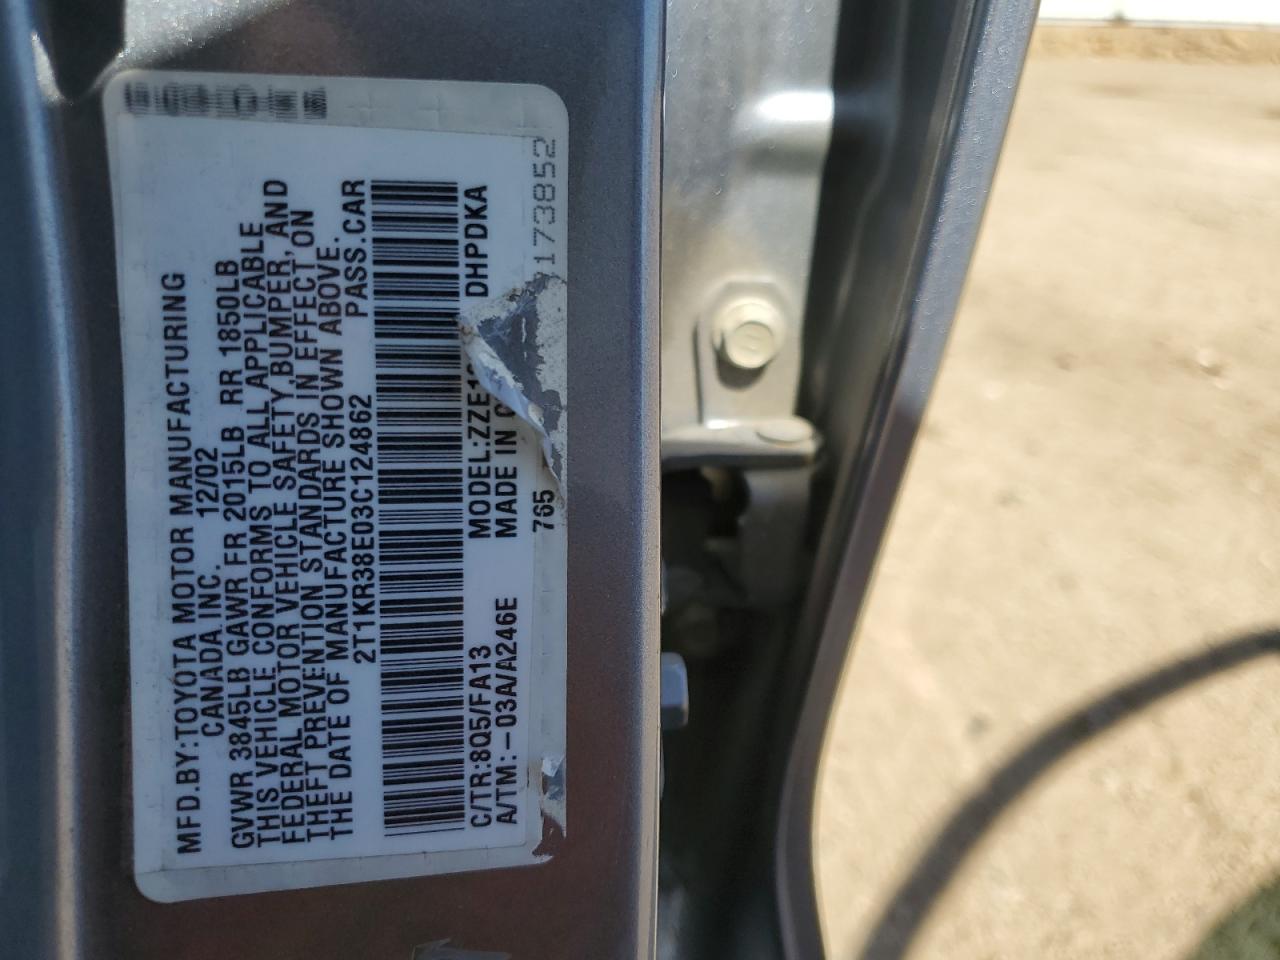 MFD.BY:TOYOTA MOTOR MANUFACTURING
CANADA INC. 12/02
GVWR 3845LB GAWR FR 2015LB RR 1850LB
THIS VEHICLE CONFORMS TO ALL APPLICABLE
FEDERAL MOTOR VEHICLE SAFETY, BUMPER, AND
THEFT PREVENTION STANDARDS IN EFFECT ON
THE DATE OF MANUFACTURE SHOWN ABOVE.
2T1KR38E03C124862 PASS.CAR
C/TR:8Q5/FA13 MODEL:ZZE13 DHPDKA
A/TM:-03A/A246E MADE IN C
765 173852